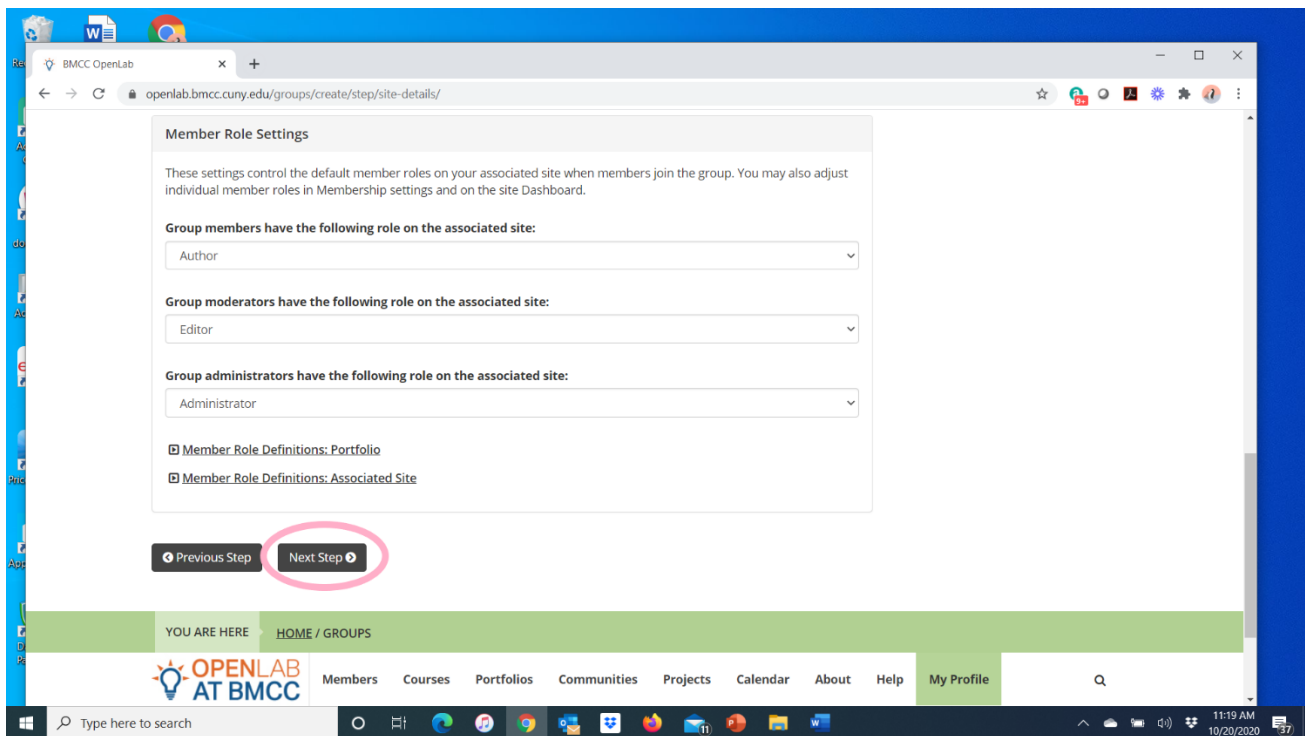 BMCC OpenLab
openlab.bmcc.cuny.edu/groups/create/step/site-details/
9+
Member Role Settings
These settings control the default member roles on your associated site when members join the group. You may also adjust
individual member roles in Membership settings and on the site Dashboard.
Group members have the following role on the associated site:
Author
Group moderators have the following role on the associated site:
Editor
Group administrators have the following role on the associated site:
Administrator
Member Role Definitions: Portfolio
Member Role Definitions: Associated Site
Previous Step
Next Step
YOU ARE HERE HOME / GROUPS
OPENLAB
AT BMCC
Members Courses Portfolios Communities Projects Calendar About Help My Profile
Type here to search
11
11:19 AM
10/20/2020
37